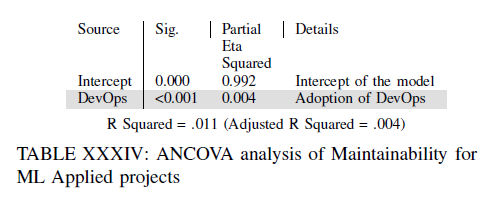 Source Sig. Partial Details
Eta
Squared
Intercept 0.000 0.992 Intercept of the model
DevOps <0.001 0.004 Adoption of DevOps
R Squared = .011 (Adjusted R Squared = .004)
TABLE XXXIV: ANCOVA analysis of Maintainability for
ML Applied projects